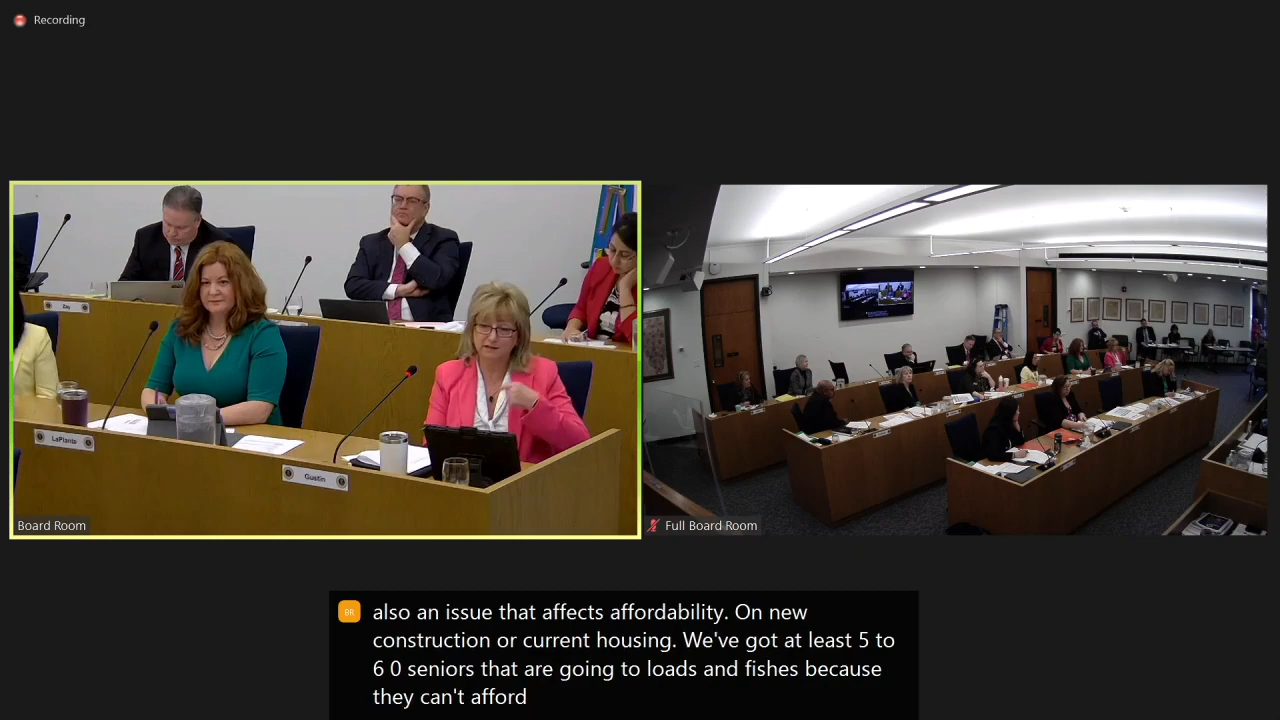 Recording
Zay
LaPlante
Gustin
Board Room
Full Board Room
BR
also an issue that affects affordability. On new
construction or current housing. We've got at least 5 to
6 0 seniors that are going to loads and fishes because
they can't afford